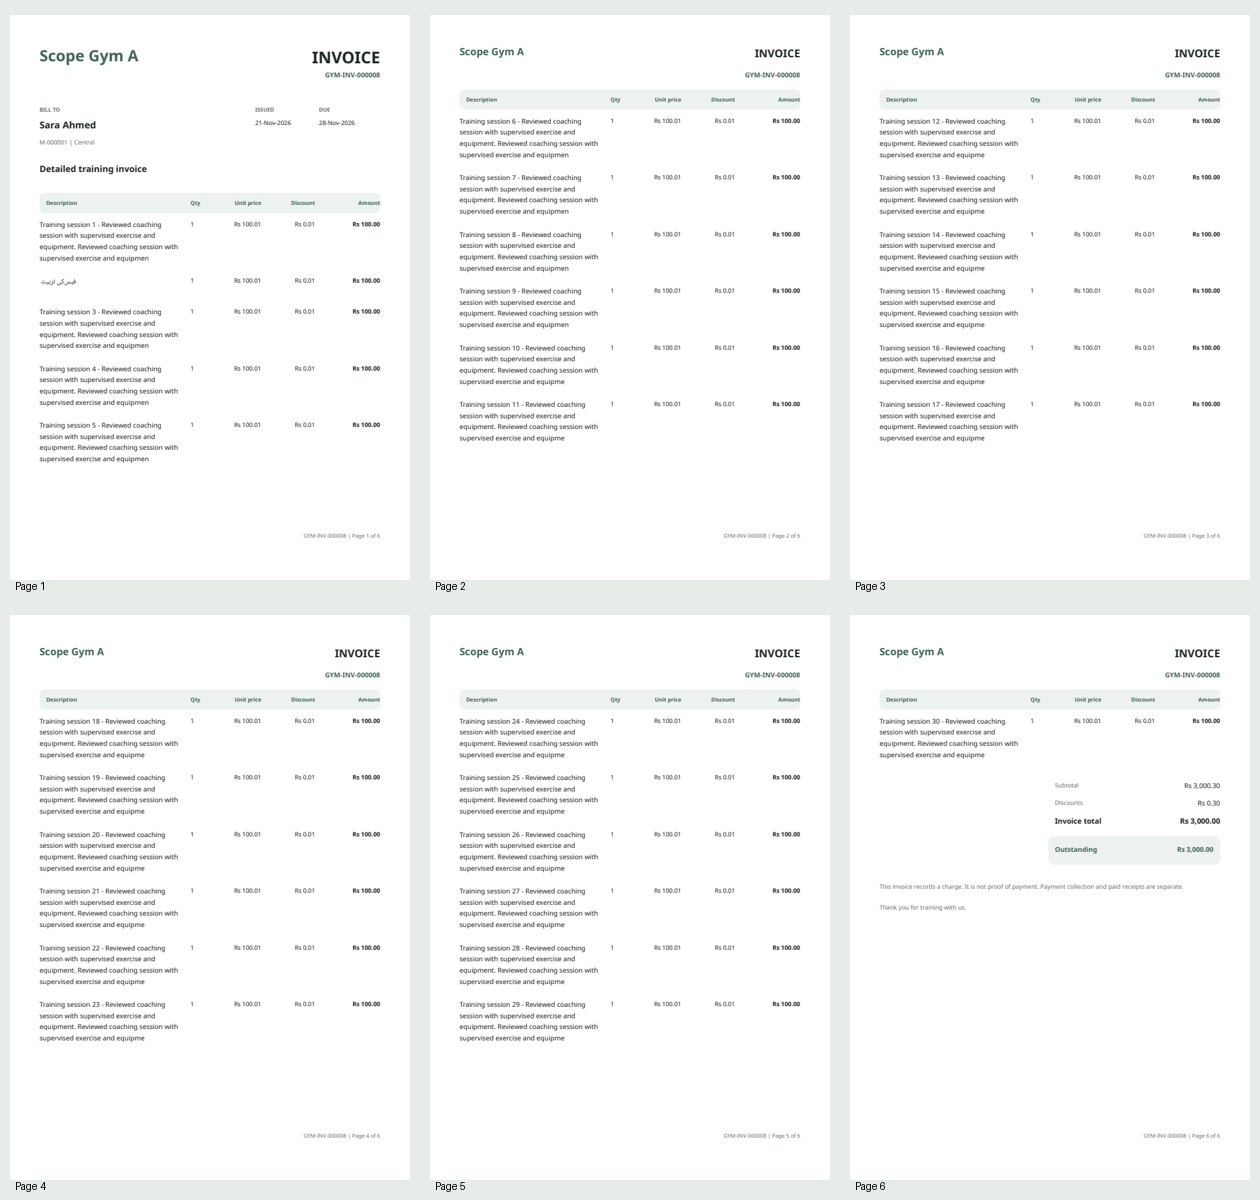 Scope Gym A
INVOICE
GYM-INV-000008
BILL TO
ISSUED
DUE
Sara Ahmed
21-Nov-2026
28-Nov-2026
M-000001 | Central
Detailed training invoice
Description Qty Unit price Discount Amount
Training session 1 - Reviewed coaching 1 Rs 100.01 Rs 0.01 Rs 100.00
session with supervised exercise and
equipment. Reviewed coaching session with
supervised exercise and equipmen
فیس کی تربیت 1 Rs 100.01 Rs 0.01 Rs 100.00
Training session 3 - Reviewed coaching 1 Rs 100.01 Rs 0.01 Rs 100.00
session with supervised exercise and
equipment. Reviewed coaching session with
supervised exercise and equipmen
Training session 4 - Reviewed coaching 1 Rs 100.01 Rs 0.01 Rs 100.00
session with supervised exercise and
equipment. Reviewed coaching session with
supervised exercise and equipmen
Training session 5 - Reviewed coaching 1 Rs 100.01 Rs 0.01 Rs 100.00
session with supervised exercise and
equipment. Reviewed coaching session with
supervised exercise and equipmen
GYM-INV-000008 | Page 1 of 6
Page 1
Scope Gym A
INVOICE
GYM-INV-000008
Description Qty Unit price Discount Amount
Training session 6 - Reviewed coaching 1 Rs 100.01 Rs 0.01 Rs 100.00
session with supervised exercise and
equipment. Reviewed coaching session with
supervised exercise and equipmen
Training session 7 - Reviewed coaching 1 Rs 100.01 Rs 0.01 Rs 100.00
session with supervised exercise and
equipment. Reviewed coaching session with
supervised exercise and equipmen
Training session 8 - Reviewed coaching 1 Rs 100.01 Rs 0.01 Rs 100.00
session with supervised exercise and
equipment. Reviewed coaching session with
supervised exercise and equipmen
Training session 9 - Reviewed coaching 1 Rs 100.01 Rs 0.01 Rs 100.00
session with supervised exercise and
equipment. Reviewed coaching session with
supervised exercise and equipmen
Training session 10 - Reviewed coaching 1 Rs 100.01 Rs 0.01 Rs 100.00
session with supervised exercise and
equipment. Reviewed coaching session with
supervised exercise and equipme
Training session 11 - Reviewed coaching 1 Rs 100.01 Rs 0.01 Rs 100.00
session with supervised exercise and
equipment. Reviewed coaching session with
supervised exercise and equipme
GYM-INV-000008 | Page 2 of 6
Page 2
Scope Gym A
INVOICE
GYM-INV-000008
Description Qty Unit price Discount Amount
Training session 12 - Reviewed coaching 1 Rs 100.01 Rs 0.01 Rs 100.00
session with supervised exercise and
equipment. Reviewed coaching session with
supervised exercise and equipme
Training session 13 - Reviewed coaching 1 Rs 100.01 Rs 0.01 Rs 100.00
session with supervised exercise and
equipment. Reviewed coaching session with
supervised exercise and equipme
Training session 14 - Reviewed coaching 1 Rs 100.01 Rs 0.01 Rs 100.00
session with supervised exercise and
equipment. Reviewed coaching session with
supervised exercise and equipme
Training session 15 - Reviewed coaching 1 Rs 100.01 Rs 0.01 Rs 100.00
session with supervised exercise and
equipment. Reviewed coaching session with
supervised exercise and equipme
Training session 16 - Reviewed coaching 1 Rs 100.01 Rs 0.01 Rs 100.00
session with supervised exercise and
equipment. Reviewed coaching session with
supervised exercise and equipme
Training session 17 - Reviewed coaching 1 Rs 100.01 Rs 0.01 Rs 100.00
session with supervised exercise and
equipment. Reviewed coaching session with
supervised exercise and equipme
GYM-INV-000008 | Page 3 of 6
Page 3
Scope Gym A
INVOICE
GYM-INV-000008
Description Qty Unit price Discount Amount
Training session 18 - Reviewed coaching 1 Rs 100.01 Rs 0.01 Rs 100.00
session with supervised exercise and
equipment. Reviewed coaching session with
supervised exercise and equipme
Training session 19 - Reviewed coaching 1 Rs 100.01 Rs 0.01 Rs 100.00
session with supervised exercise and
equipment. Reviewed coaching session with
supervised exercise and equipme
Training session 20 - Reviewed coaching 1 Rs 100.01 Rs 0.01 Rs 100.00
session with supervised exercise and
equipment. Reviewed coaching session with
supervised exercise and equipme
Training session 21 - Reviewed coaching 1 Rs 100.01 Rs 0.01 Rs 100.00
session with supervised exercise and
equipment. Reviewed coaching session with
supervised exercise and equipme
Training session 22 - Reviewed coaching 1 Rs 100.01 Rs 0.01 Rs 100.00
session with supervised exercise and
equipment. Reviewed coaching session with
supervised exercise and equipme
Training session 23 - Reviewed coaching 1 Rs 100.01 Rs 0.01 Rs 100.00
session with supervised exercise and
equipment. Reviewed coaching session with
supervised exercise and equipme
GYM-INV-000008 | Page 4 of 6
Page 4
Scope Gym A
INVOICE
GYM-INV-000008
Description Qty Unit price Discount Amount
Training session 24 - Reviewed coaching 1 Rs 100.01 Rs 0.01 Rs 100.00
session with supervised exercise and
equipment. Reviewed coaching session with
supervised exercise and equipme
Training session 25 - Reviewed coaching 1 Rs 100.01 Rs 0.01 Rs 100.00
session with supervised exercise and
equipment. Reviewed coaching session with
supervised exercise and equipme
Training session 26 - Reviewed coaching 1 Rs 100.01 Rs 0.01 Rs 100.00
session with supervised exercise and
equipment. Reviewed coaching session with
supervised exercise and equipme
Training session 27 - Reviewed coaching 1 Rs 100.01 Rs 0.01 Rs 100.00
session with supervised exercise and
equipment. Reviewed coaching session with
supervised exercise and equipme
Training session 28 - Reviewed coaching 1 Rs 100.01 Rs 0.01 Rs 100.00
session with supervised exercise and
equipment. Reviewed coaching session with
supervised exercise and equipme
Training session 29 - Reviewed coaching 1 Rs 100.01 Rs 0.01 Rs 100.00
session with supervised exercise and
equipment. Reviewed coaching session with
supervised exercise and equipme
GYM-INV-000008 | Page 5 of 6
Page 5
Scope Gym A
INVOICE
GYM-INV-000008
Description Qty Unit price Discount Amount
Training session 30 - Reviewed coaching 1 Rs 100.01 Rs 0.01 Rs 100.00
session with supervised exercise and
equipment. Reviewed coaching session with
supervised exercise and equipme
Subtotal Rs 3,000.30
Discounts Rs 0.30
Invoice total Rs 3,000.00
Outstanding Rs 3,000.00
This invoice records a charge. It is not proof of payment. Payment collection and paid receipts are separate.
Thank you for training with us.
GYM-INV-000008 | Page 6 of 6
Page 6